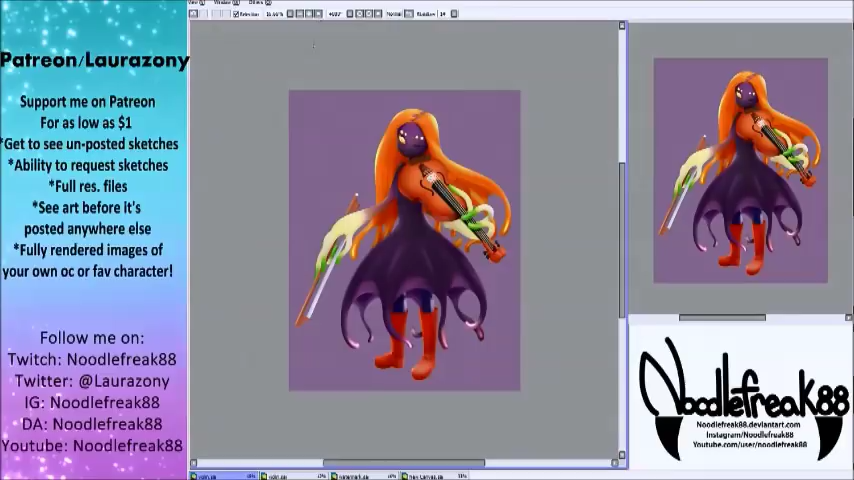 Patreon/Laurazony
Support me on Patreon
For as low as $1
*Get to see un-posted sketches
*Ability to request sketches
*Full res. files
*See art before it's
posted anywhere else
*Fully rendered images of
your own oc or fav character!
Follow me on:
Twitch: Noodlefreak88
Twitter: @Laurazony
IG: Noodlefreak88
DA: Noodlefreak88
Youtube: Noodlefreak88
Noodlefreak88
Noodlefreak88.deviantart.com
Instagram/Noodlefreak88
Youtube.com/user/noodlefreak88